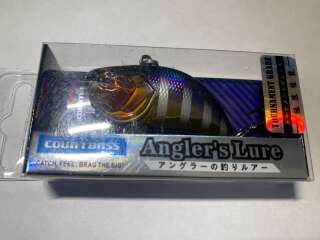 COUNTBASS
CATCH, FEEL, BRAG THE BIG!
Angler's Lure
アングラーの釣りルアー
TOURNAMENT GRADE